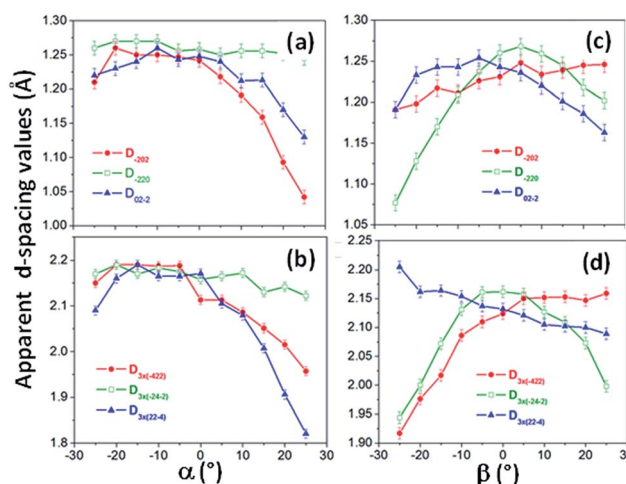 Apparent d-spacing values (Å)
(a)
1.30
1.25
1.20
1.15
1.10
1.05
1.00
D-202
D-220
D02-2
(c)
1.30
1.25
1.20
1.15
1.10
1.05
D-202
D-220
D02-2
(b)
2.2
2.1
2.0
1.9
1.8
D3x(-422)
D3x(-24-2)
D3x(22-4)
-30 -20 -10 0 10 20 30
α (°)
(d)
2.25
2.20
2.15
2.10
2.05
2.00
1.95
1.90
D3x(-422)
D3x(-24-2)
D3x(22-4)
-30 -20 -10 0 10 20 30
β (°)